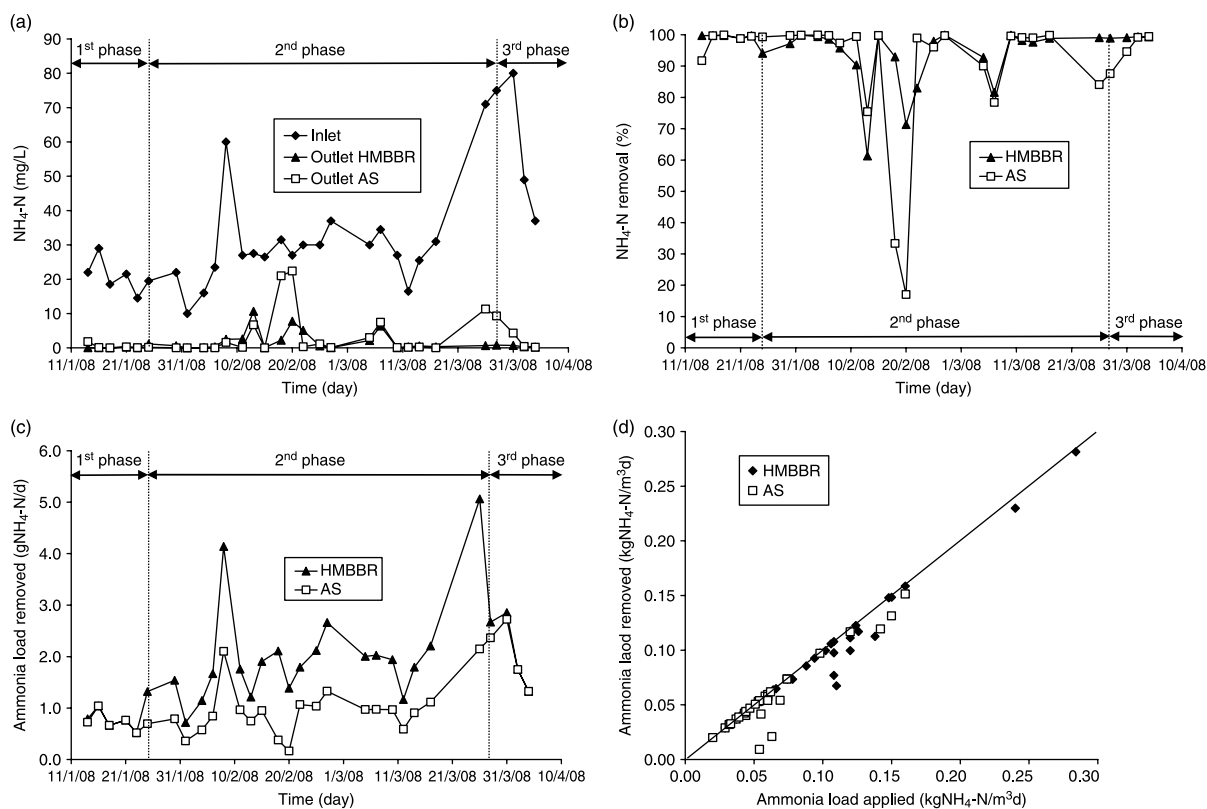 (a)
1st phase
2nd phase
3rd phase
90
80
70
60
50
40
30
20
10
0
NH4-N (mg/L)
Inlet
Outlet HMBBR
Outlet AS
11/1/08 21/1/08 31/1/08 10/2/08 20/2/08 1/3/08 11/3/08 21/3/08 31/3/08 10/4/08
Time (day)
(b)
100
90
80
70
60
50
40
30
20
10
0
NH4-N removal (%)
HMBBR
AS
1st phase
2nd phase
3rd phase
11/1/08 21/1/08 31/1/08 10/2/08 20/2/08 1/3/08 11/3/08 21/3/08 31/3/08 10/4/08
Time (day)
(c)
6.0
5.0
4.0
3.0
2.0
1.0
0.0
Ammonia load removed (gNH4-N/d)
1st phase
2nd phase
3rd phase
HMBBR
AS
11/1/08 21/1/08 31/1/08 10/2/08 20/2/08 1/3/08 11/3/08 21/3/08 31/3/08 10/4/08
Time (day)
(d)
0.30
0.25
0.20
0.15
0.10
0.05
0.00
Ammonia laod removed (kgNH4-N/m³d)
HMBBR
AS
0.00 0.05 0.10 0.15 0.20 0.25 0.30
Ammonia load applied (kgNH4-N/m³d)